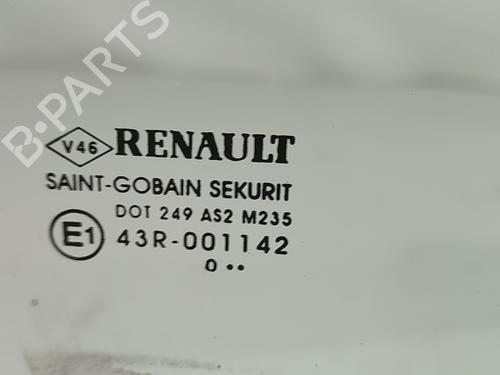 B-PARTS
V46 RENAULT
SAINT-GOBAIN SEKURIT
DOT 249 AS2 M235
E1 43R-001142
0 ••